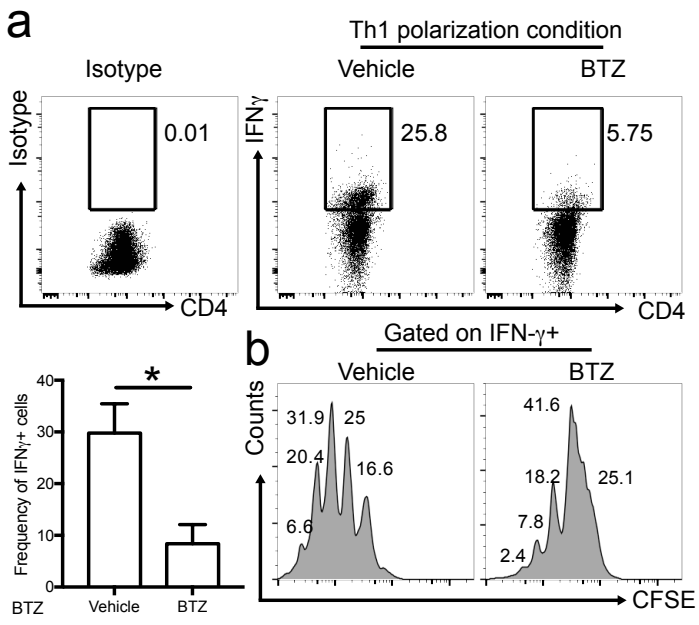 a
Th1 polarization condition
Isotype
Vehicle
BTZ
Isotype
0.01
IFNγ
25.8
5.75
CD4
CD4
Frequency of IFNγ+ cells
40
30
20
10
0
*
BTZ
Vehicle
BTZ
b
Gated on IFN-γ+
Vehicle
BTZ
Counts
31.9
25
20.4
16.6
6.6
41.6
18.2
25.1
7.8
2.4
CFSE